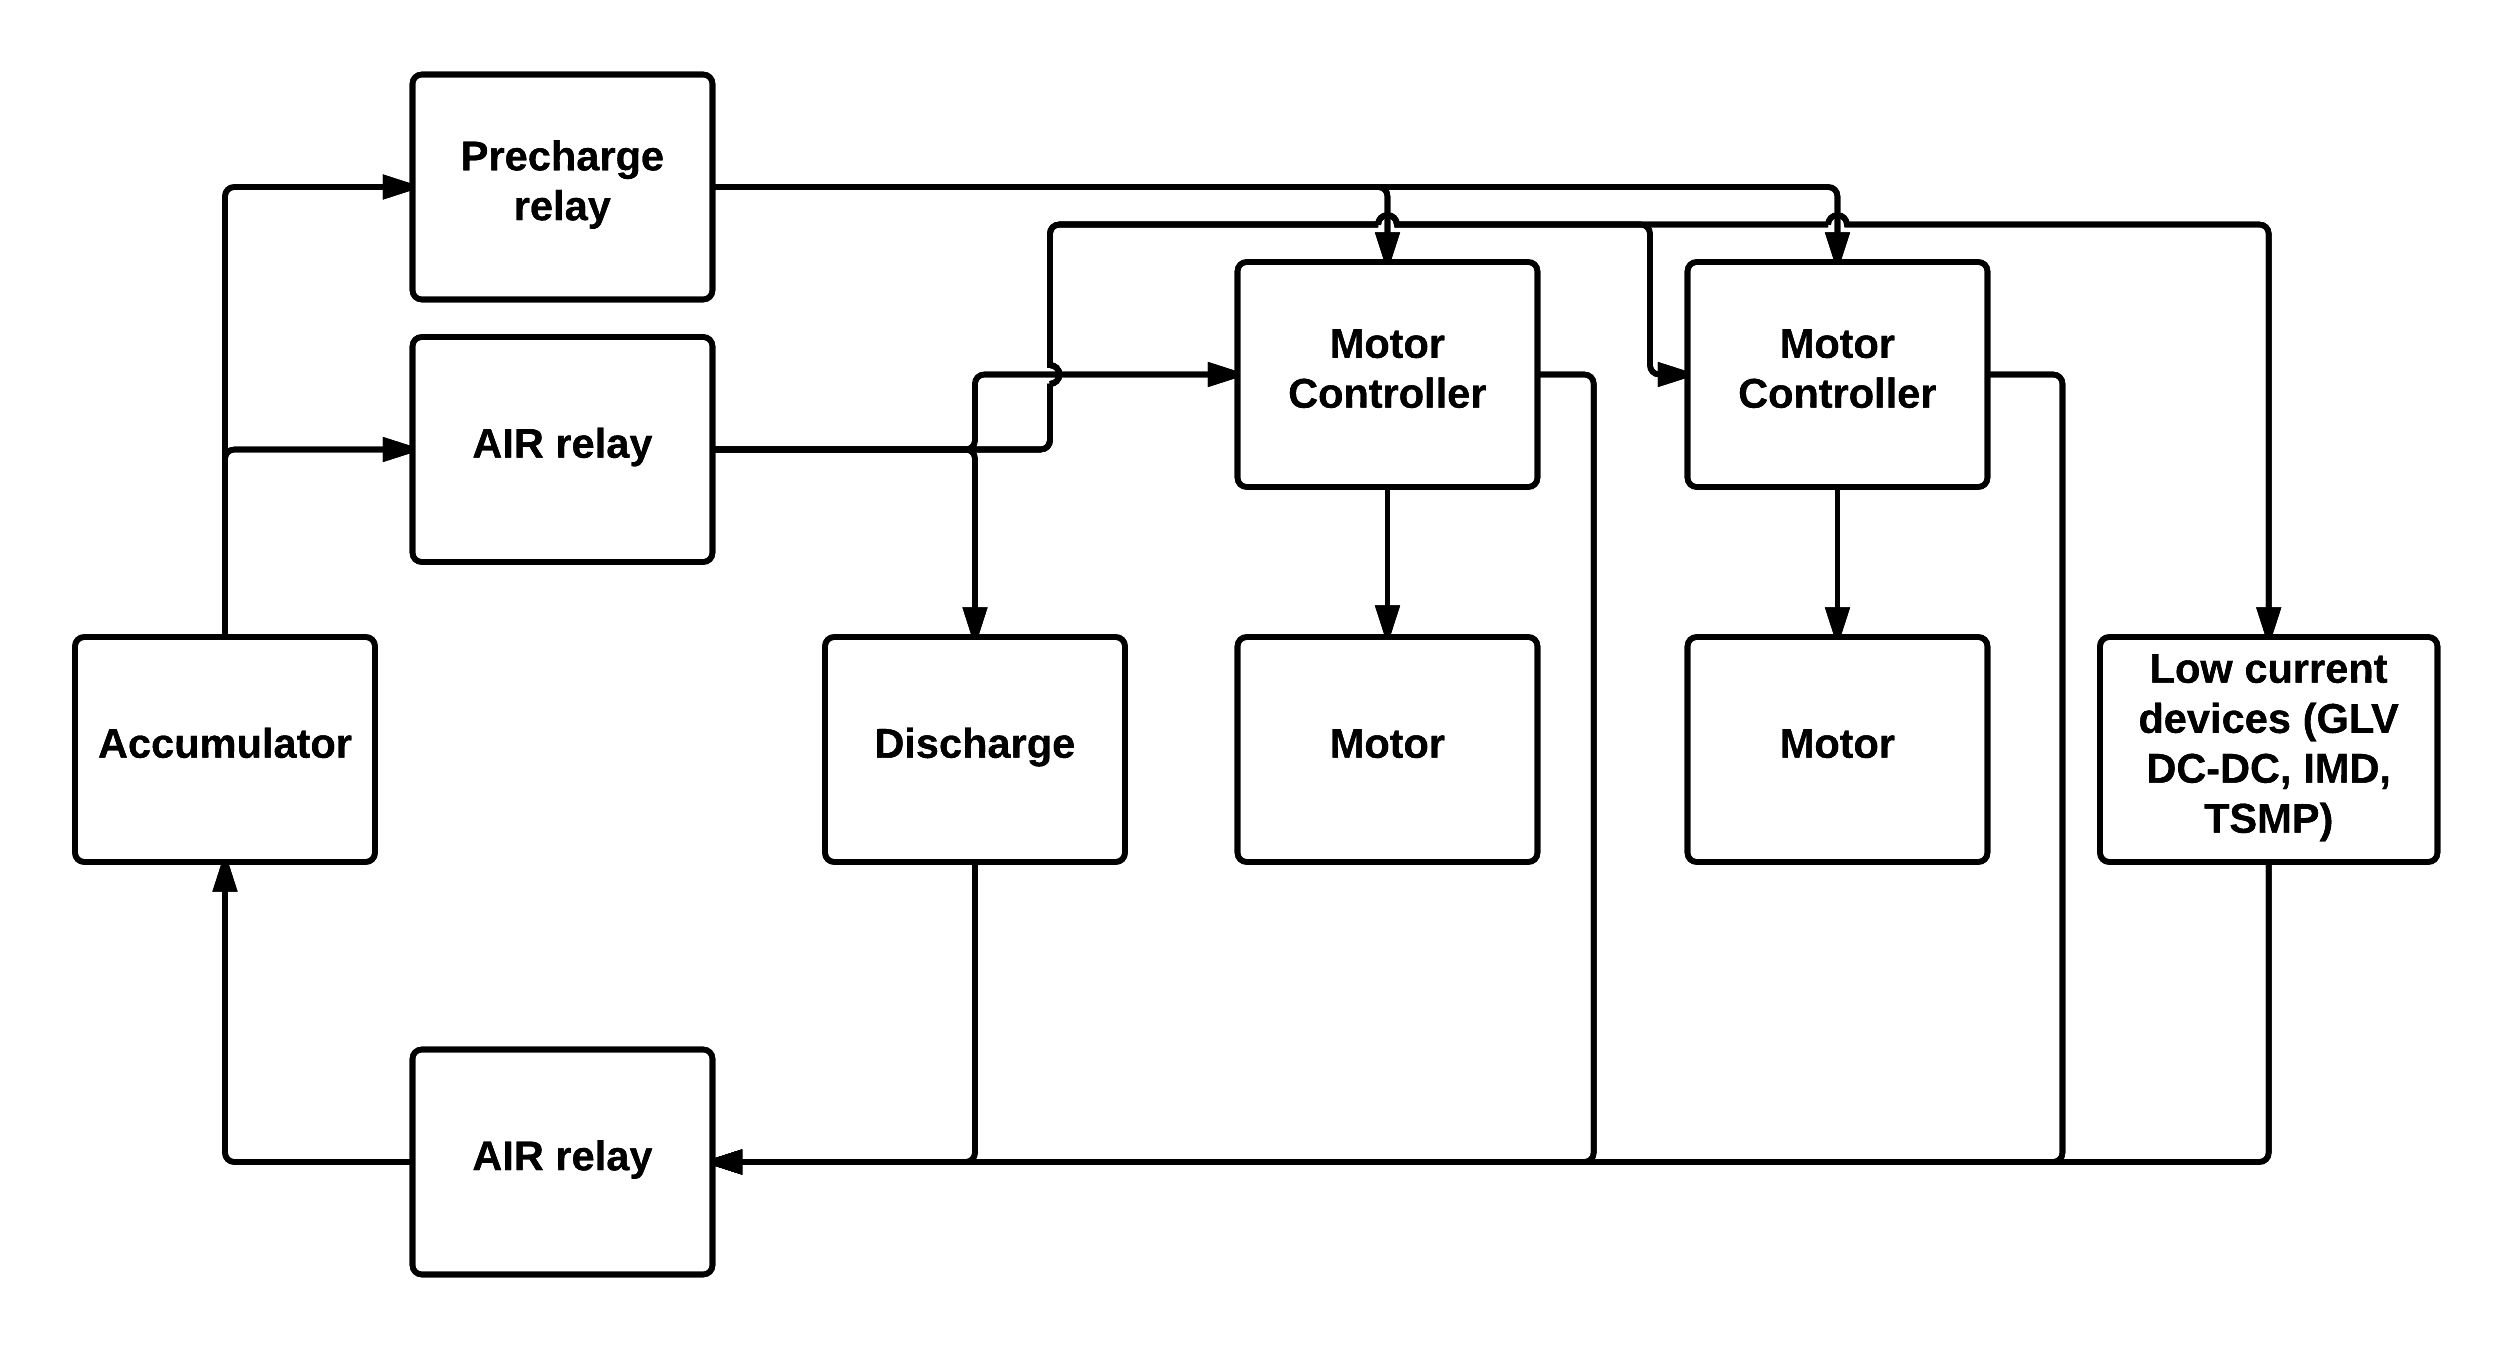 Precharge
relay
AIR relay
Motor
Controller
Motor
Controller
Accumulator
Discharge
Motor
Motor
Low current
devices (GLV
DC-DC, IMD,
TSMP)
AIR relay